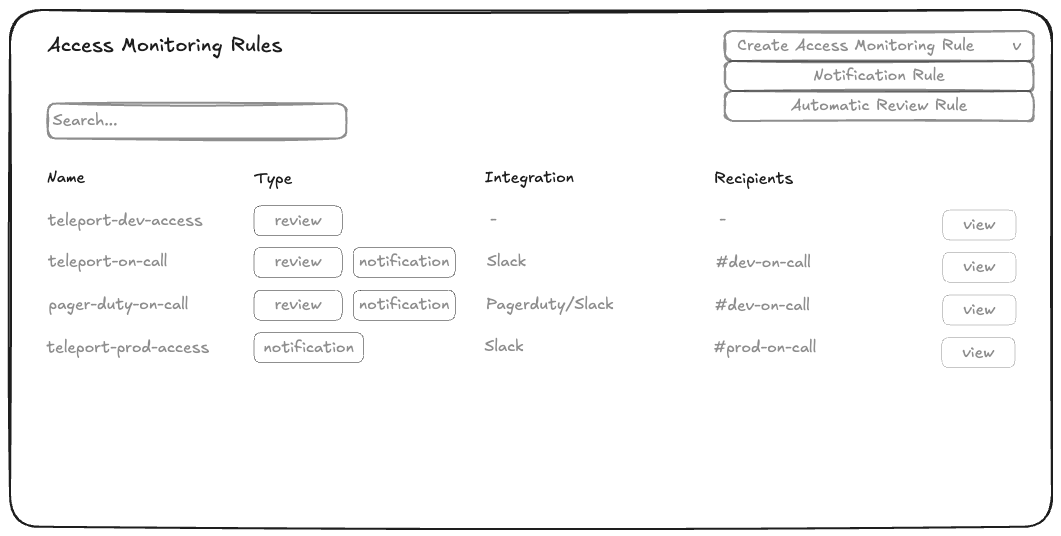 Access Monitoring Rules
Create Access Monitoring Rule v
Notification Rule
Automatic Review Rule
Search...
Name Type Integration Recipients
teleport-dev-access review - - view
teleport-on-call review notification Slack #dev-on-call view
pager-duty-on-call review notification Pagerduty/Slack #dev-on-call view
teleport-prod-access notification Slack #prod-on-call view